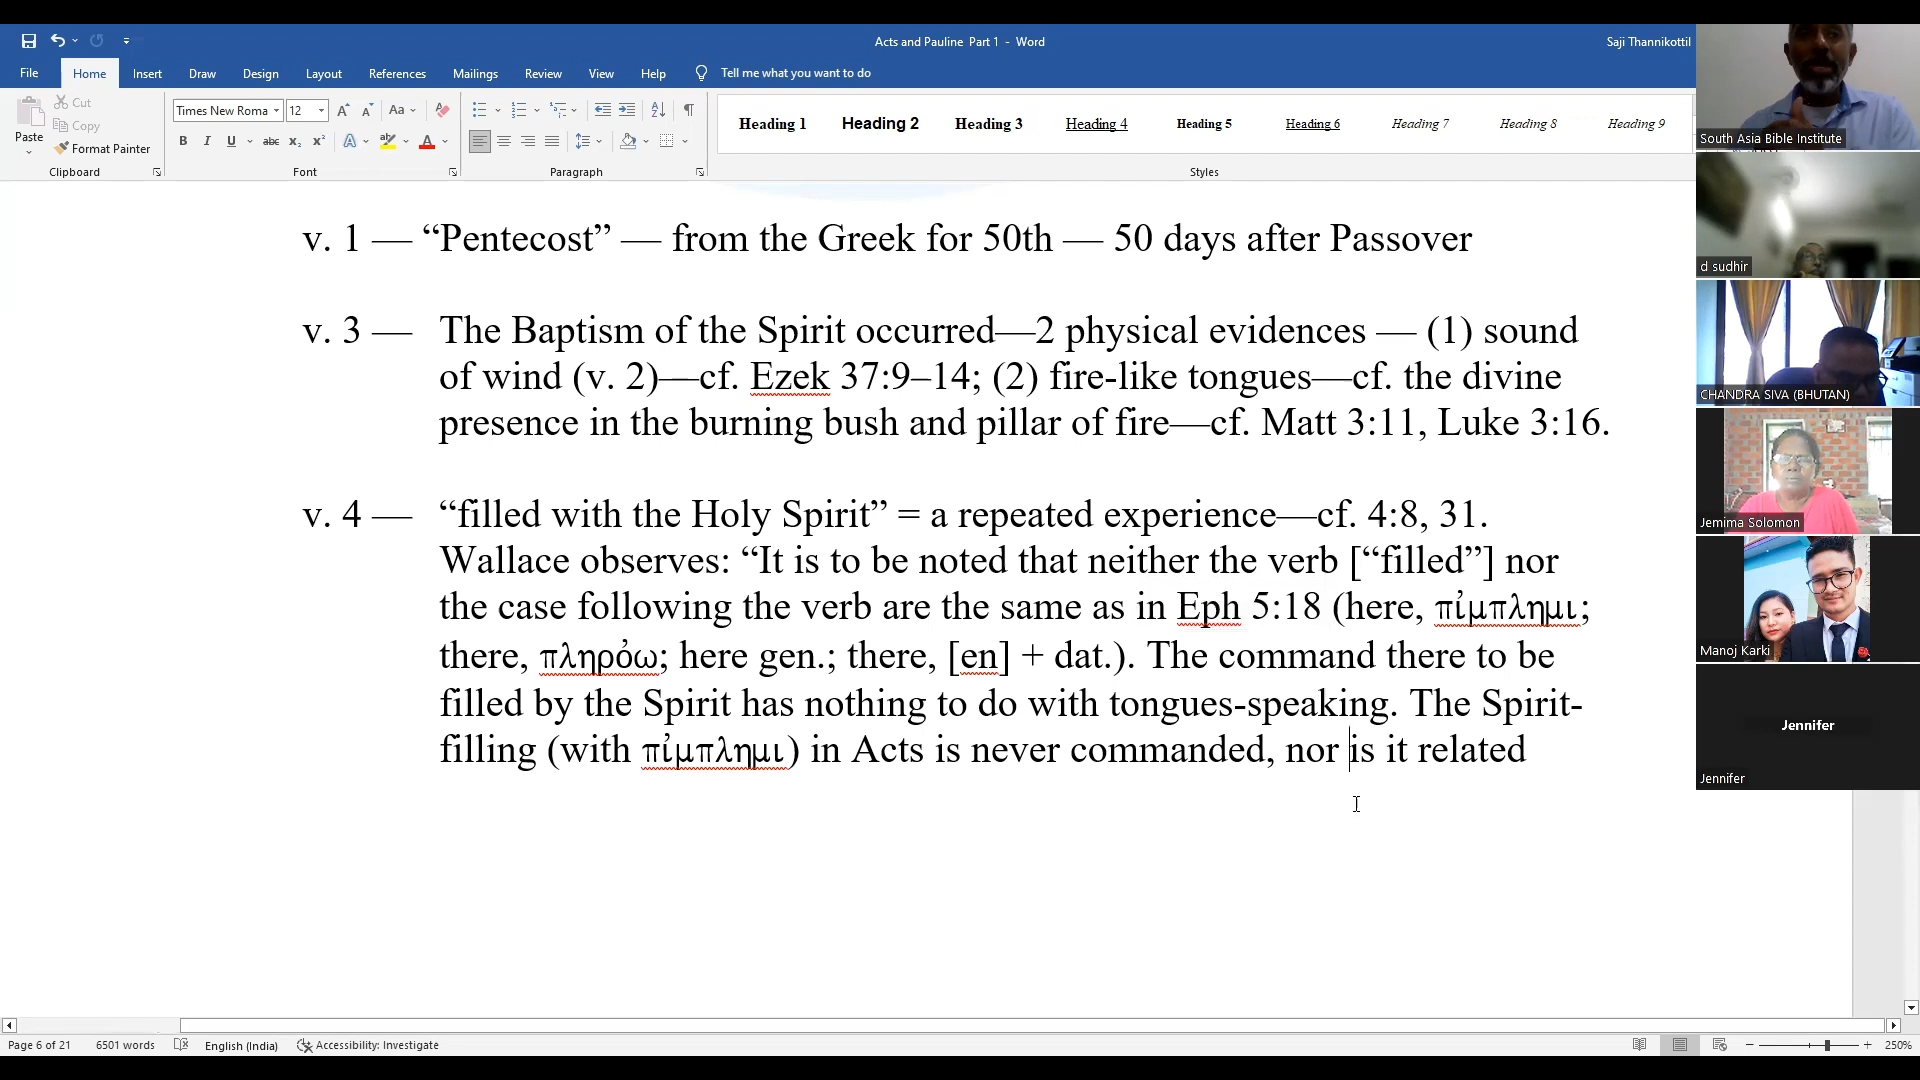 Acts and Pauline Part 1 - Word
Saji Thannikottil
File Home Insert Draw Design Layout References Mailings Review View Help Tell me what you want to do
Paste
Cut
Copy
Format Painter
Times New Roma 12
Heading 1 Heading 2 Heading 3 Heading 4 Heading 5 Heading 6 Heading 7 Heading 8 Heading 9
Clipboard Font Paragraph Styles
v. 1 — “Pentecost” — from the Greek for 50th — 50 days after Passover
v. 3 — The Baptism of the Spirit occurred—2 physical evidences — (1) sound
of wind (v. 2)—cf. Ezek 37:9–14; (2) fire-like tongues—cf. the divine
presence in the burning bush and pillar of fire—cf. Matt 3:11, Luke 3:16.
v. 4 — “filled with the Holy Spirit” = a repeated experience—cf. 4:8, 31.
Wallace observes: “It is to be noted that neither the verb [“filled”] nor
the case following the verb are the same as in Eph 5:18 (here, πἰμπλημι;
there, πληρὀω; here gen.; there, [en] + dat.). The command there to be
filled by the Spirit has nothing to do with tongues-speaking. The Spirit-
filling (with πἰμπλημι) in Acts is never commanded, nor is it related
South Asia Bible Institute
d sudhir
CHANDRA SIVA (BHUTAN)
Jemima Solomon
Manoj Karki
Jennifer
Jennifer
Page 6 of 21 6501 words English (India) Accessibility: Investigate 250%